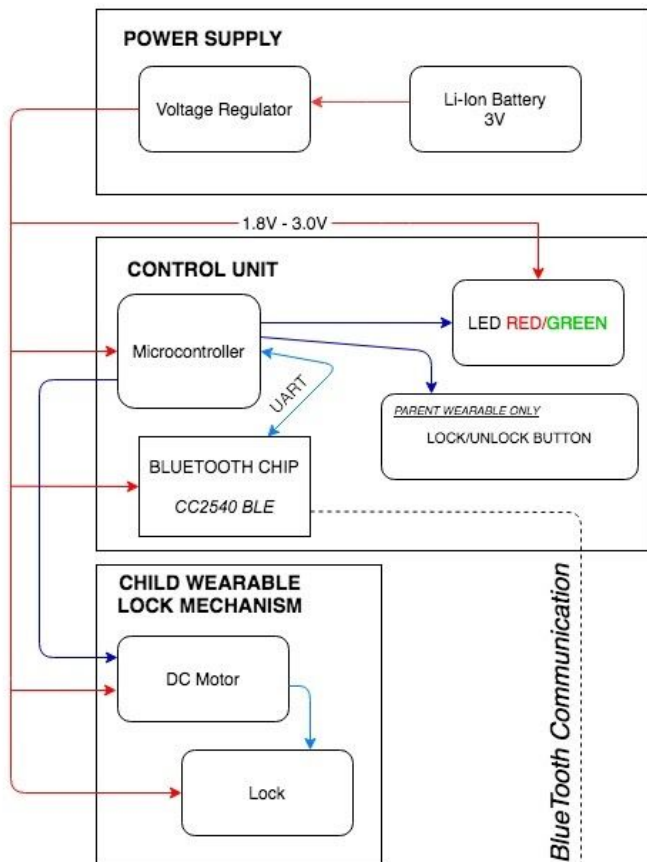 POWER SUPPLY
Voltage Regulator
Li-Ion Battery
3V
1.8V - 3.0V
CONTROL UNIT
Microcontroller
LED RED/GREEN
UART
PARENT WEARABLE ONLY
LOCK/UNLOCK BUTTON
BLUETOOTH CHIP
CC2540 BLE
CHILD WEARABLE
LOCK MECHANISM
DC Motor
Lock
BlueTooth Communication